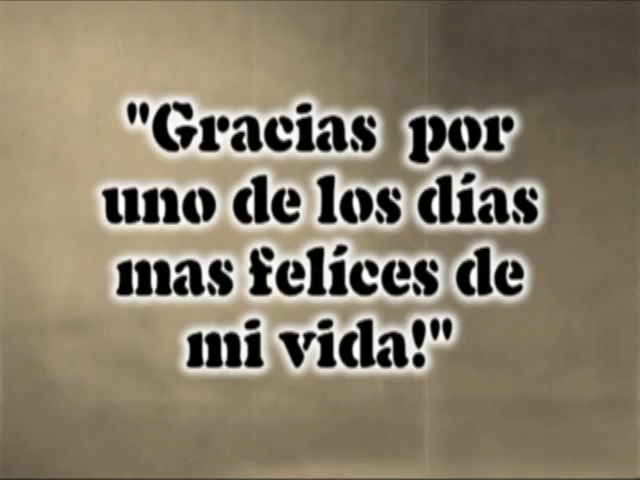 "Gracias por
uno de los días
mas felíces de
mi vida!"